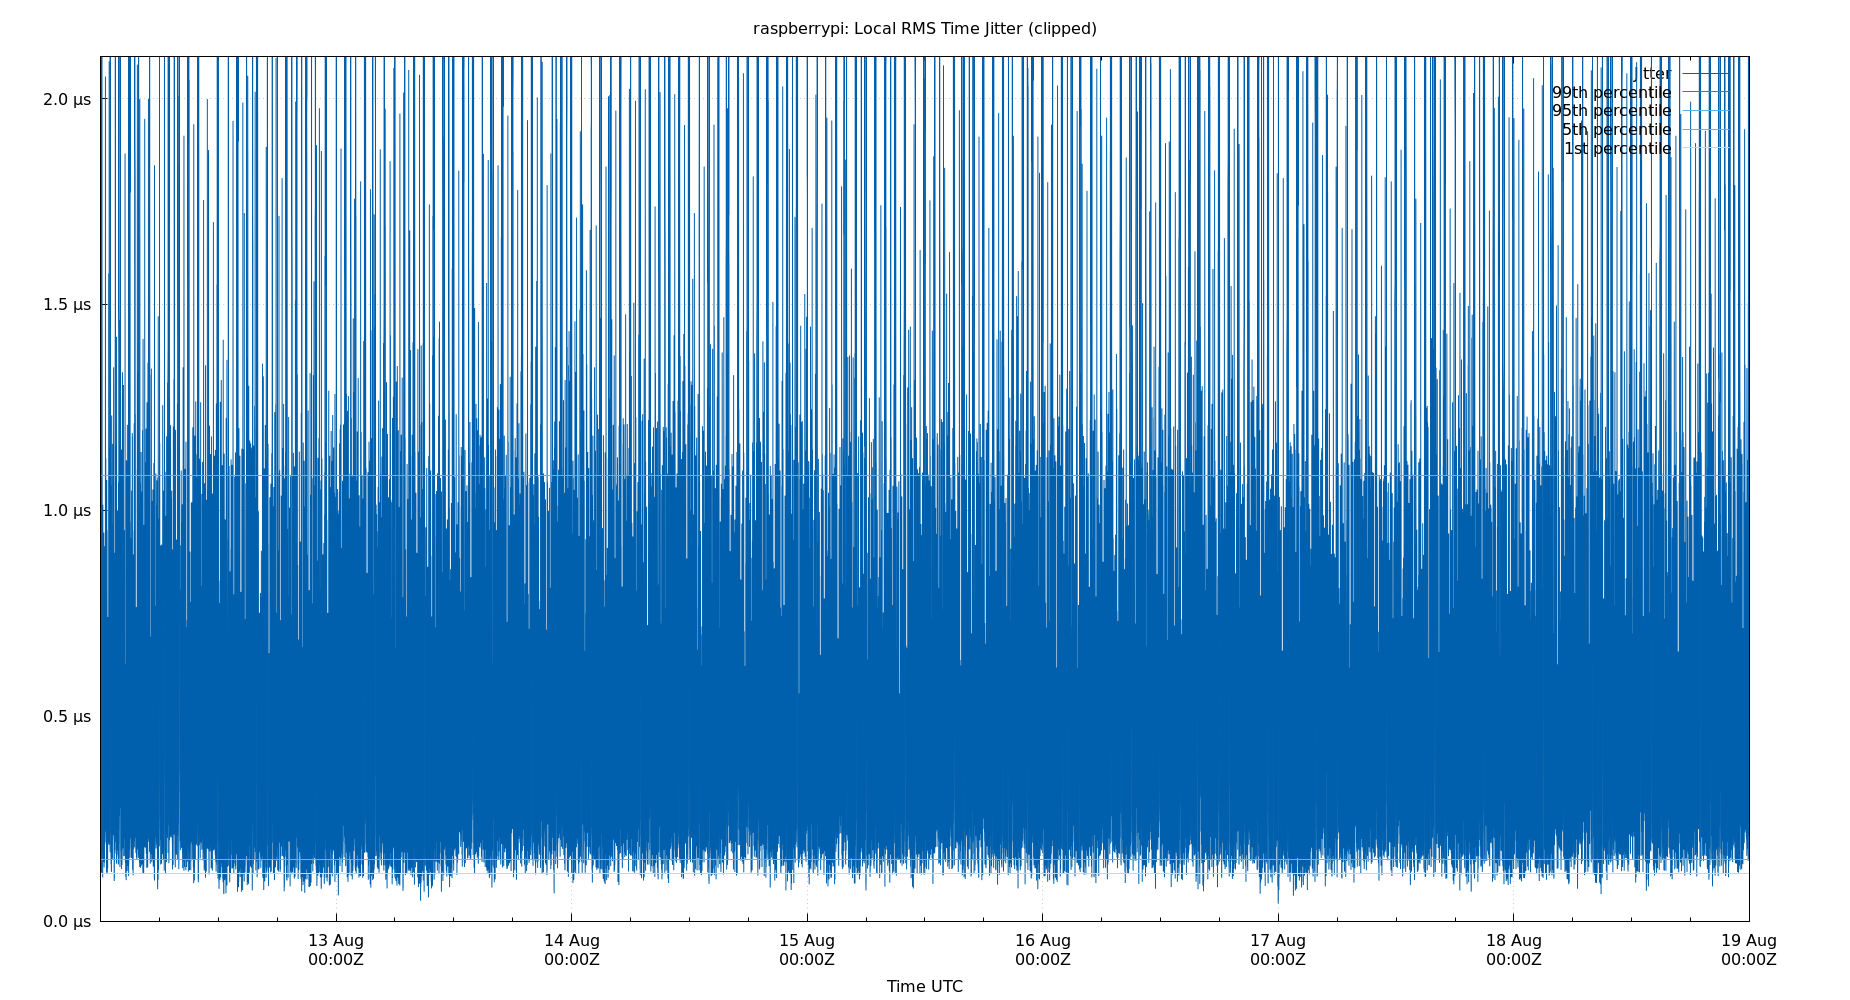 raspberrypi: Local RMS Time Jitter (clipped)
2.0 µs
1.5 µs
1.0 µs
0.5 µs
0.0 µs
Jitter
99th percentile
95th percentile
5th percentile
1st percentile
13 Aug 14 Aug 15 Aug 16 Aug 17 Aug 18 Aug 19 Aug
00:00Z 00:00Z 00:00Z 00:00Z 00:00Z 00:00Z 00:00Z
Time UTC